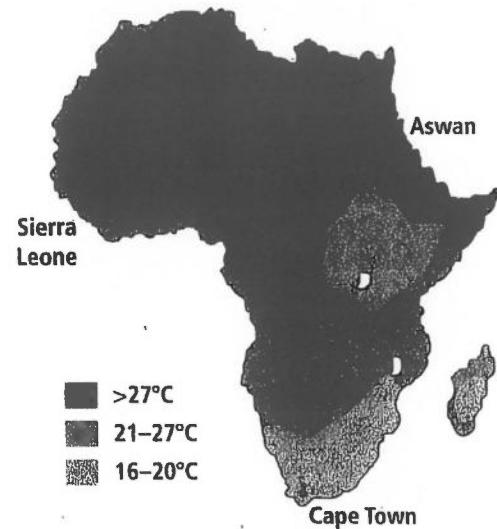 Aswan
Sierra
Leone
>27°C
21–27°C
16–20°C
Cape Town